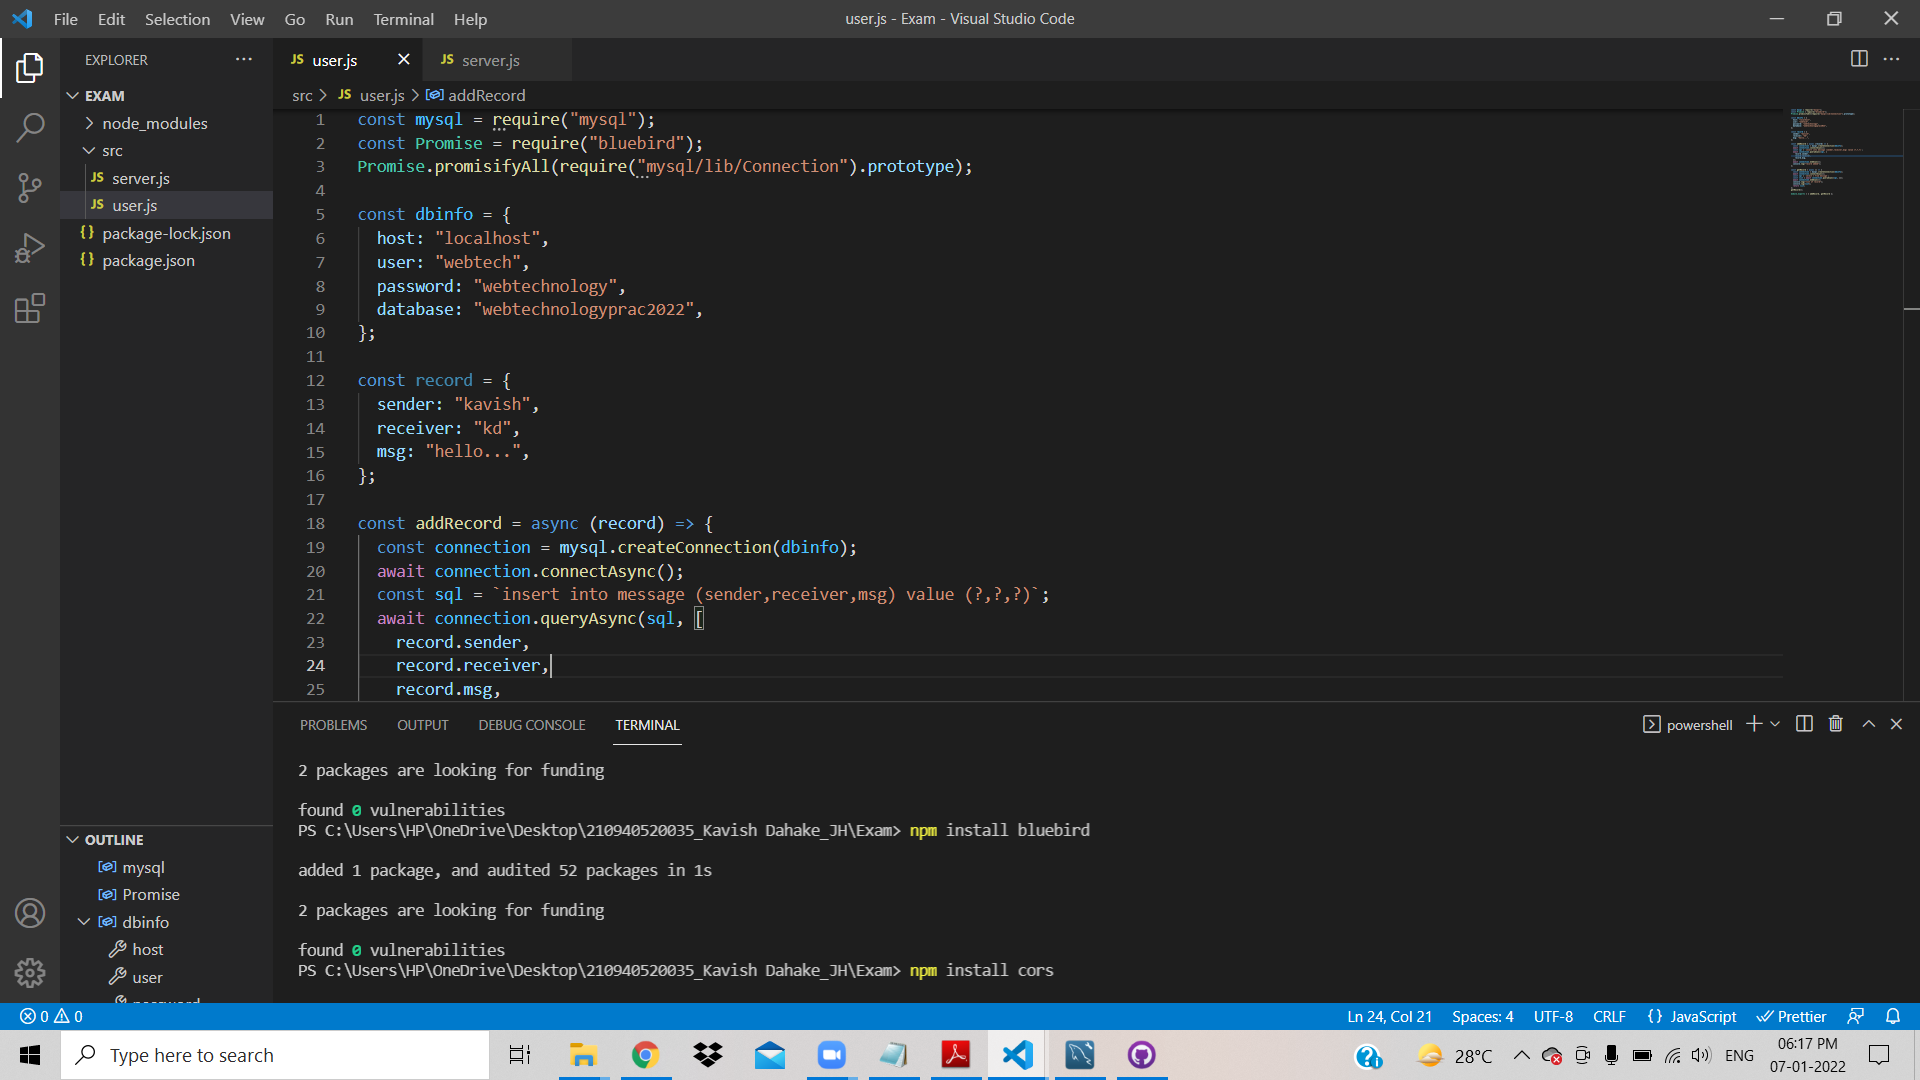 File Edit Selection View Go Run Terminal Help
user.js - Exam - Visual Studio Code
EXPLORER
EXAM
node_modules
src
JS server.js
JS user.js
{} package-lock.json
{} package.json
OUTLINE
mysql
Promise
dbinfo
host
user
password
JS user.js
JS server.js
src > JS user.js > addRecord
1 const mysql = require("mysql");
2 const Promise = require("bluebird");
3 Promise.promisifyAll(require("mysql/lib/Connection").prototype);
4
5 const dbinfo = {
6 host: "localhost",
7 user: "webtech",
8 password: "webtechnology",
9 database: "webtechnologyprac2022",
10 };
11
12 const record = {
13 sender: "kavish",
14 receiver: "kd",
15 msg: "hello...",
16 };
17
18 const addRecord = async (record) => {
19 const connection = mysql.createConnection(dbinfo);
20 await connection.connectAsync();
21 const sql = `insert into message (sender,receiver,msg) value (?,?,?)`;
22 await connection.queryAsync(sql, [
23 record.sender,
24 record.receiver,
25 record.msg,
PROBLEMS OUTPUT DEBUG CONSOLE TERMINAL
powershell
2 packages are looking for funding
found 0 vulnerabilities
PS C:\Users\HP\OneDrive\Desktop\210940520035_Kavish Dahake_JH\Exam> npm install bluebird
added 1 package, and audited 52 packages in 1s
2 packages are looking for funding
found 0 vulnerabilities
PS C:\Users\HP\OneDrive\Desktop\210940520035_Kavish Dahake_JH\Exam> npm install cors
0 0
Ln 24, Col 21 Spaces: 4 UTF-8 CRLF {} JavaScript Prettier
Type here to search
28°C
ENG
06:17 PM
07-01-2022